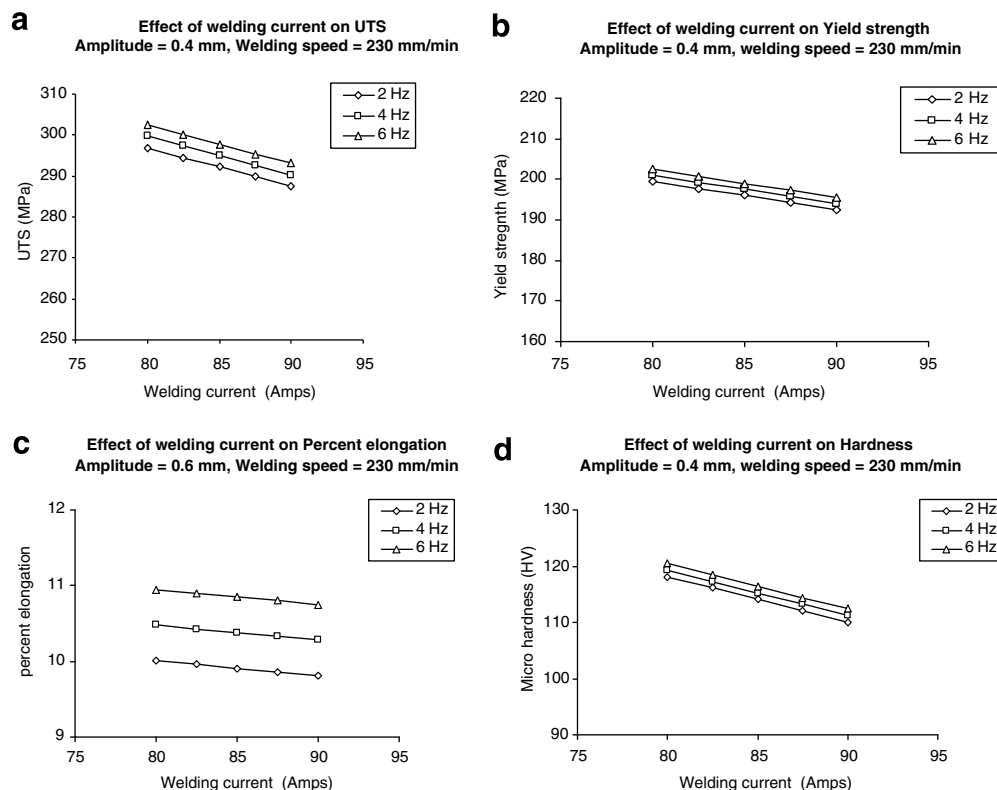 a
Effect of welding current on UTS
Amplitude = 0.4 mm, Welding speed = 230 mm/min
2 Hz
4 Hz
6 Hz
310
300
290
280
270
260
250
UTS (MPa)
75 80 85 90 95
Welding current (Amps)
b
Effect of welding current on Yield strength
Amplitude = 0.4 mm, welding speed = 230 mm/min
2 Hz
4 Hz
6 Hz
220
210
200
190
180
170
160
Yield stregnth (MPa)
75 80 85 90 95
Welding current (Amps)
c
Effect of welding current on Percent elongation
Amplitude = 0.6 mm, Welding speed = 230 mm/min
2 Hz
4 Hz
6 Hz
12
11
10
9
percent elongation
75 80 85 90 95
Welding current (Amps)
d
Effect of welding current on Hardness
Amplitude = 0.4 mm, welding speed = 230 mm/min
2 Hz
4 Hz
6 Hz
130
120
110
100
90
Micro hardness (HV)
75 80 85 90 95
Welding current (Amps)